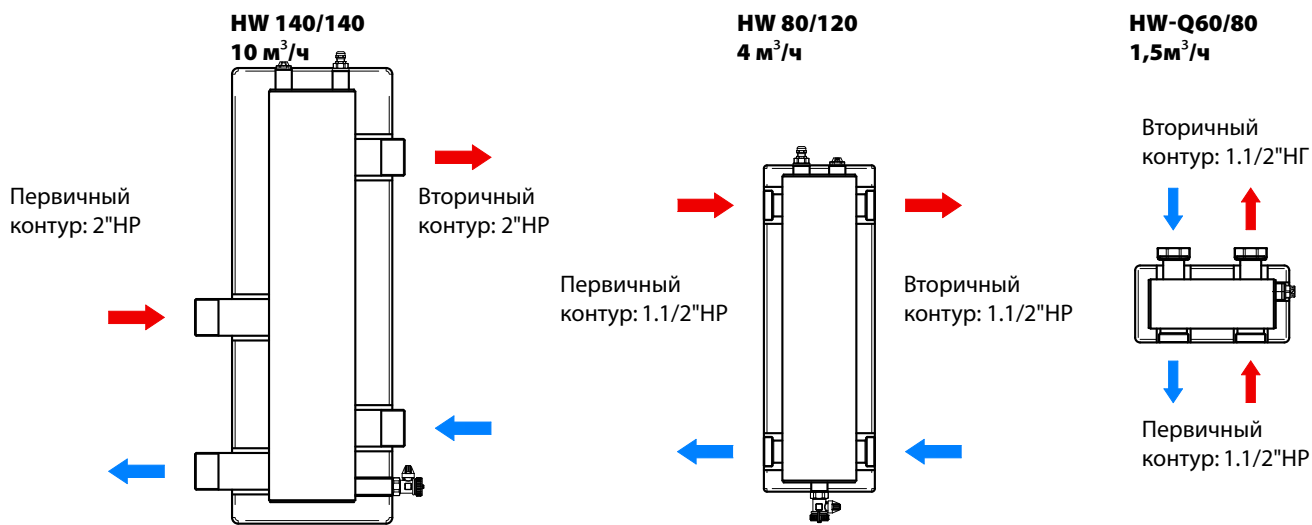 HW 140/140
10 м³/ч
Первичный
контур: 2"НР
Вторичный
контур: 2"НР
HW 80/120
4 м³/ч
Первичный
контур: 1.1/2"НР
Вторичный
контур: 1.1/2"НР
HW-Q60/80
1,5м³/ч
Вторичный
контур: 1.1/2"НГ
Первичный
контур: 1.1/2"НР